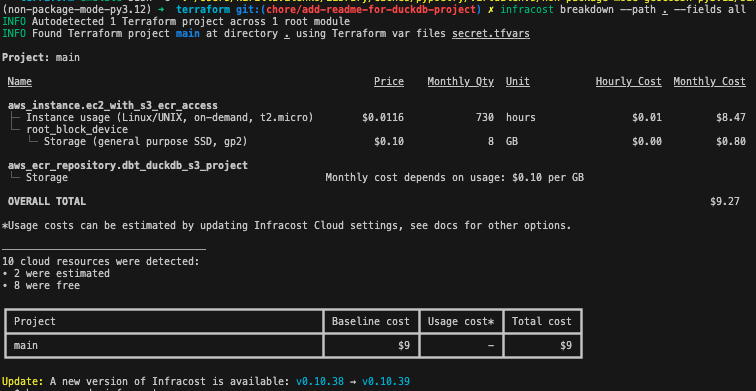 (non-package-mode-py3.12) ➜ terraform git:(chore/add-readme-for-duckdb-project) ✗ infracost breakdown --path . --fields all
INFO Autodetected 1 Terraform project across 1 root module
INFO Found Terraform project main at directory . using Terraform var files secret.tfvars
Project: main
Name Price Monthly Qty Unit Hourly Cost Monthly Cost
aws_instance.ec2_with_s3_ecr_access
├─ Instance usage (Linux/UNIX, on-demand, t2.micro) $0.0116 730 hours $0.01 $8.47
└─ root_block_device
└─ Storage (general purpose SSD, gp2) $0.10 8 GB $0.00 $0.80
aws_ecr_repository.dbt_duckdb_s3_project
└─ Storage Monthly cost depends on usage: $0.10 per GB
OVERALL TOTAL $9.27
*Usage costs can be estimated by updating Infracost Cloud settings, see docs for other options.
10 cloud resources were detected:
• 2 were estimated
• 8 were free
Project Baseline cost Usage cost* Total cost
main $9 - $9
Update: A new version of Infracost is available: v0.10.38 → v0.10.39